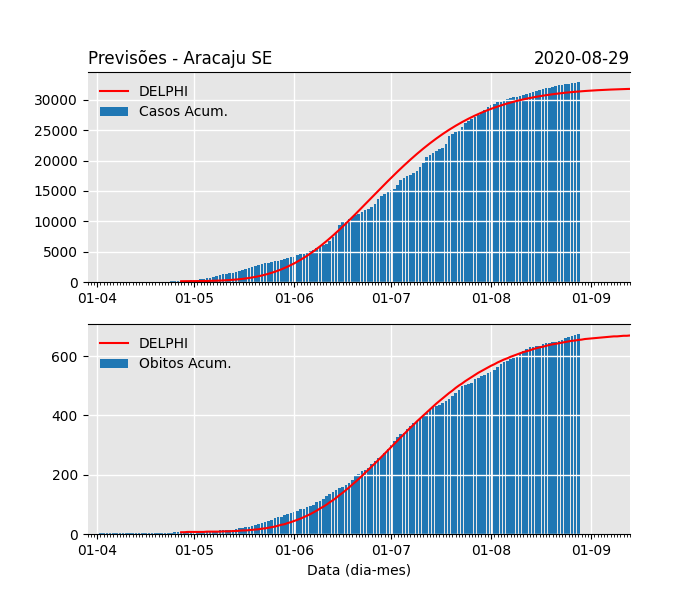 Previsões - Aracaju SE 2020-08-29
DELPHI
Casos Acum.
30000
25000
20000
15000
10000
5000
0
01-04 01-05 01-06 01-07 01-08 01-09
DELPHI
Obitos Acum.
600
400
200
0
01-04 01-05 01-06 01-07 01-08 01-09
Data (dia-mes)